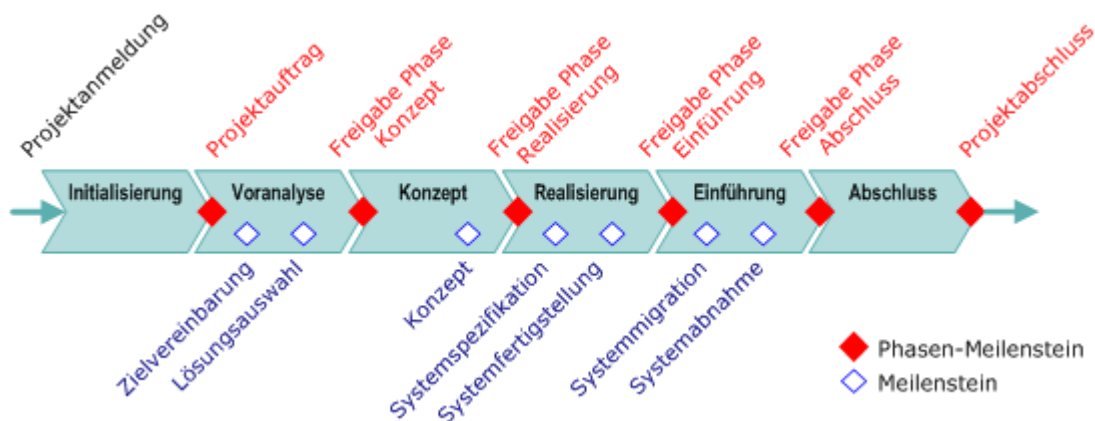 Projektanmeldung
Projektauftrag
Freigabe Phase
Konzept
Freigabe Phase
Realisierung
Freigabe Phase
Einführung
Freigabe Phase
Abschluss
Projektabschluss
Initialisierung
Voranalyse
Konzept
Realisierung
Einführung
Abschluss
Zielvereinbarung
Lösungsauswahl
Konzept
Systemspezifikation
Systemfertigstellung
Systemmigration
Systemabnahme
Phasen-Meilenstein
Meilenstein